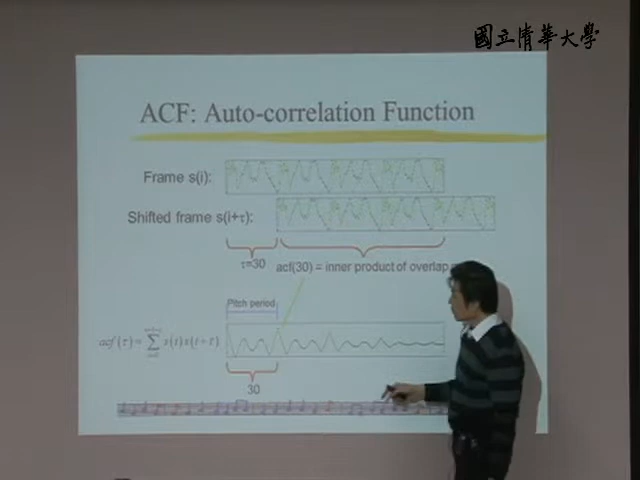 國立清華大學
ACF: Auto-correlation Function
Frame s(i):
Shifted frame s(i+τ):
τ=30
acf(30) = inner product of overlap
Pitch period
acf(τ) = ∑ s(i)s(i+τ)
30